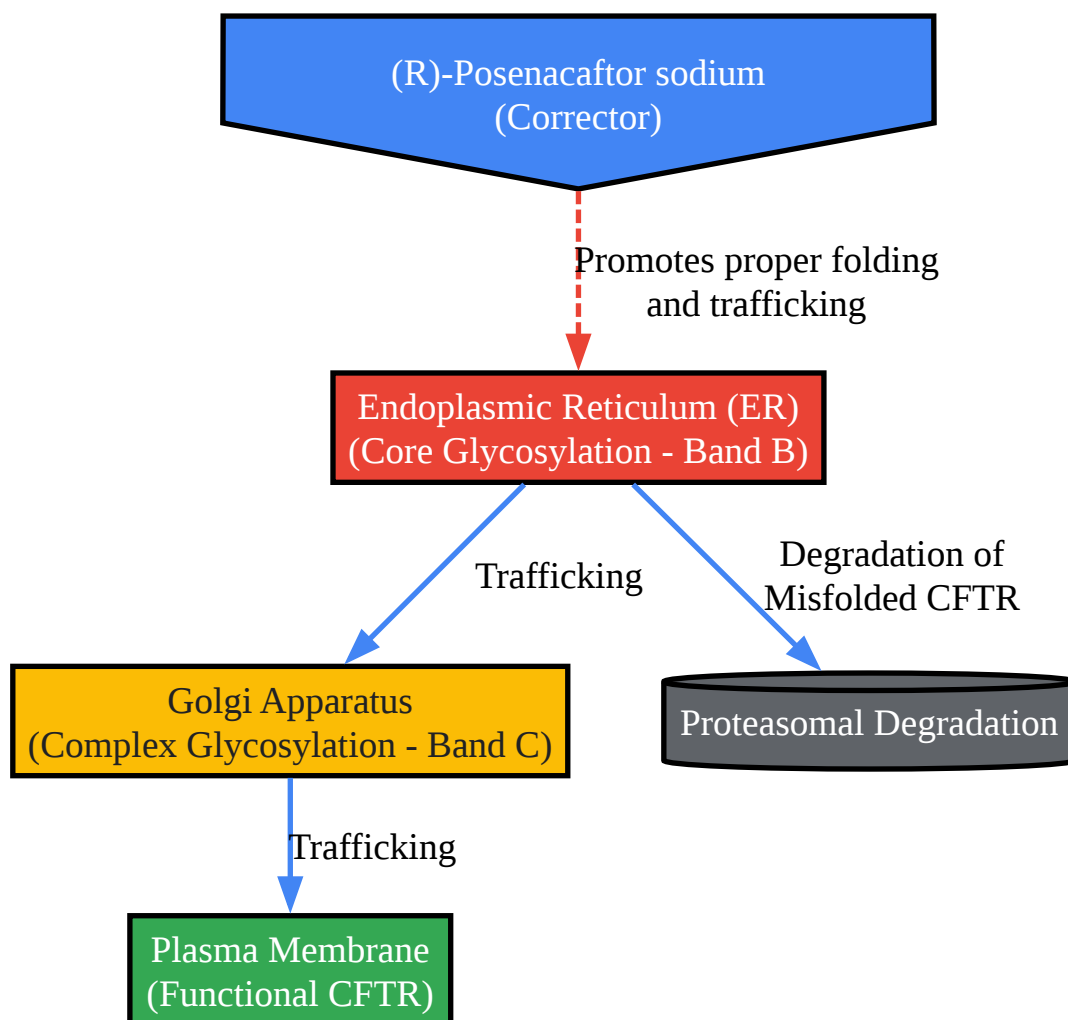 (R)-Posenacaftor sodium
(Corrector)
Promotes proper folding
and trafficking
Endoplasmic Reticulum (ER)
(Core Glycosylation - Band B)
Trafficking
Degradation of
Misfolded CFTR
Golgi Apparatus
(Complex Glycosylation - Band C)
Proteasomal Degradation
Trafficking
Plasma Membrane
(Functional CFTR)